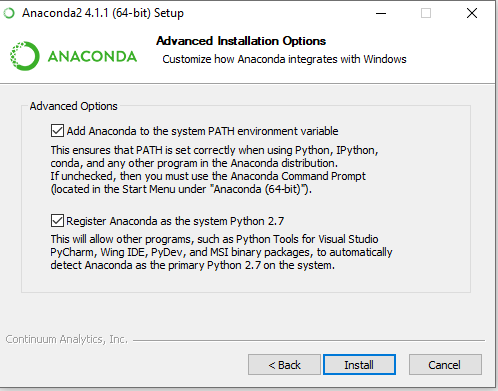 Anaconda2 4.1.1 (64-bit) Setup
Advanced Installation Options
Customize how Anaconda integrates with Windows
ANACONDA
Advanced Options
Add Anaconda to the system PATH environment variable
This ensures that PATH is set correctly when using Python, IPython,
conda, and any other program in the Anaconda distribution.
If unchecked, then you must use the Anaconda Command Prompt
(located in the Start Menu under "Anaconda (64-bit)").
Register Anaconda as the system Python 2.7
This will allow other programs, such as Python Tools for Visual Studio
PyCharm, Wing IDE, PyDev, and MSI binary packages, to automatically
detect Anaconda as the primary Python 2.7 on the system.
Continuum Analytics, Inc.
< Back
Install
Cancel